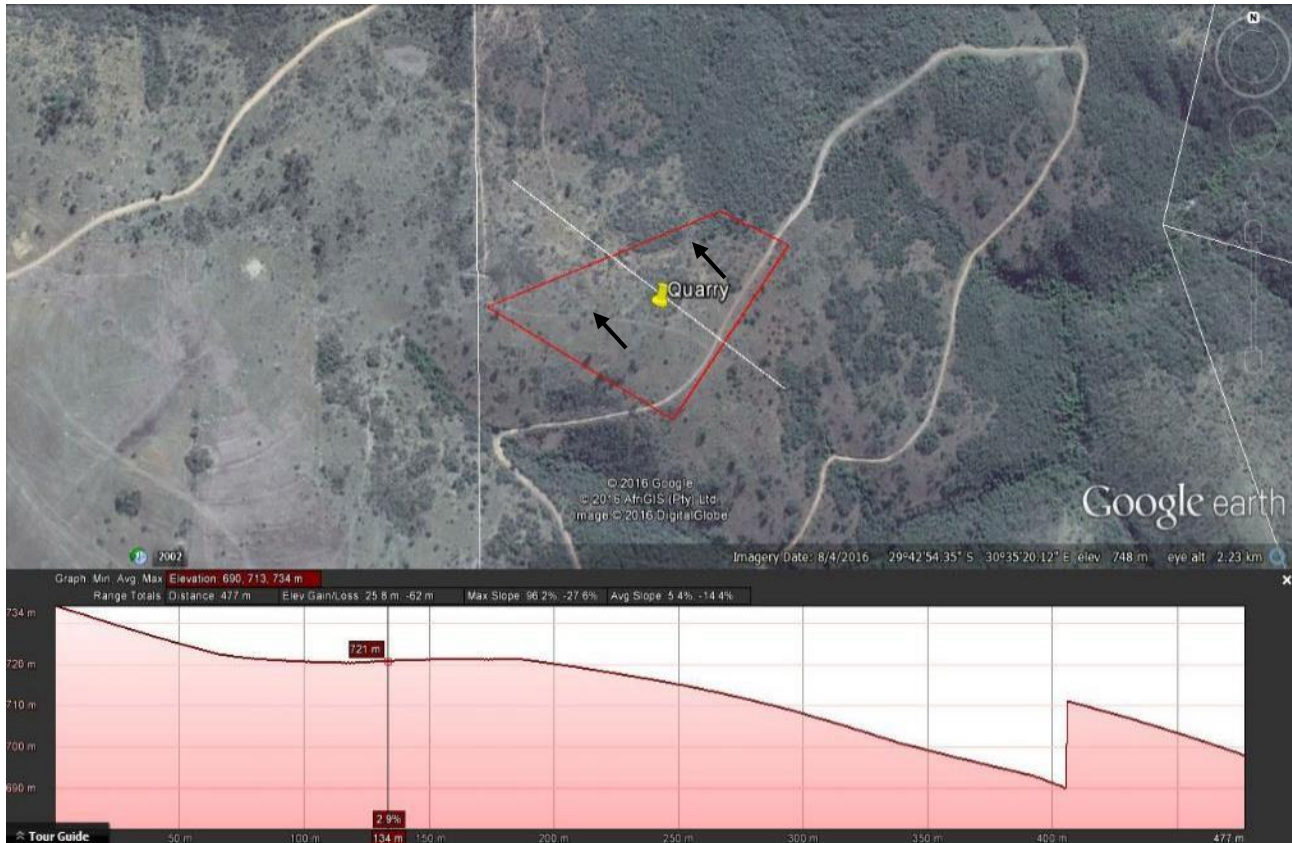 N
Quarry
© 2016 Google
© 2016 AfriGIS (Pty) Ltd.
Image © 2016 DigitalGlobe
Google earth
2002
Imagery Date: 8/4/2016 29°42'54.35" S 30°35'20.12" E elev 748 m eye alt 2.23 km
Graph: Min, Avg, Max Elevation: 690, 713, 734 m
Range Totals: Distance: 477 m Elev Gain/Loss: 25.8 m, -62 m Max Slope: 96.2%, -27.6% Avg Slope: 5.4%, -14.4%
734 m
721 m
720 m
710 m
700 m
690 m
2.9%
Tour Guide 50 m 100 m 134 m 150 m 200 m 250 m 300 m 350 m 400 m 477 m